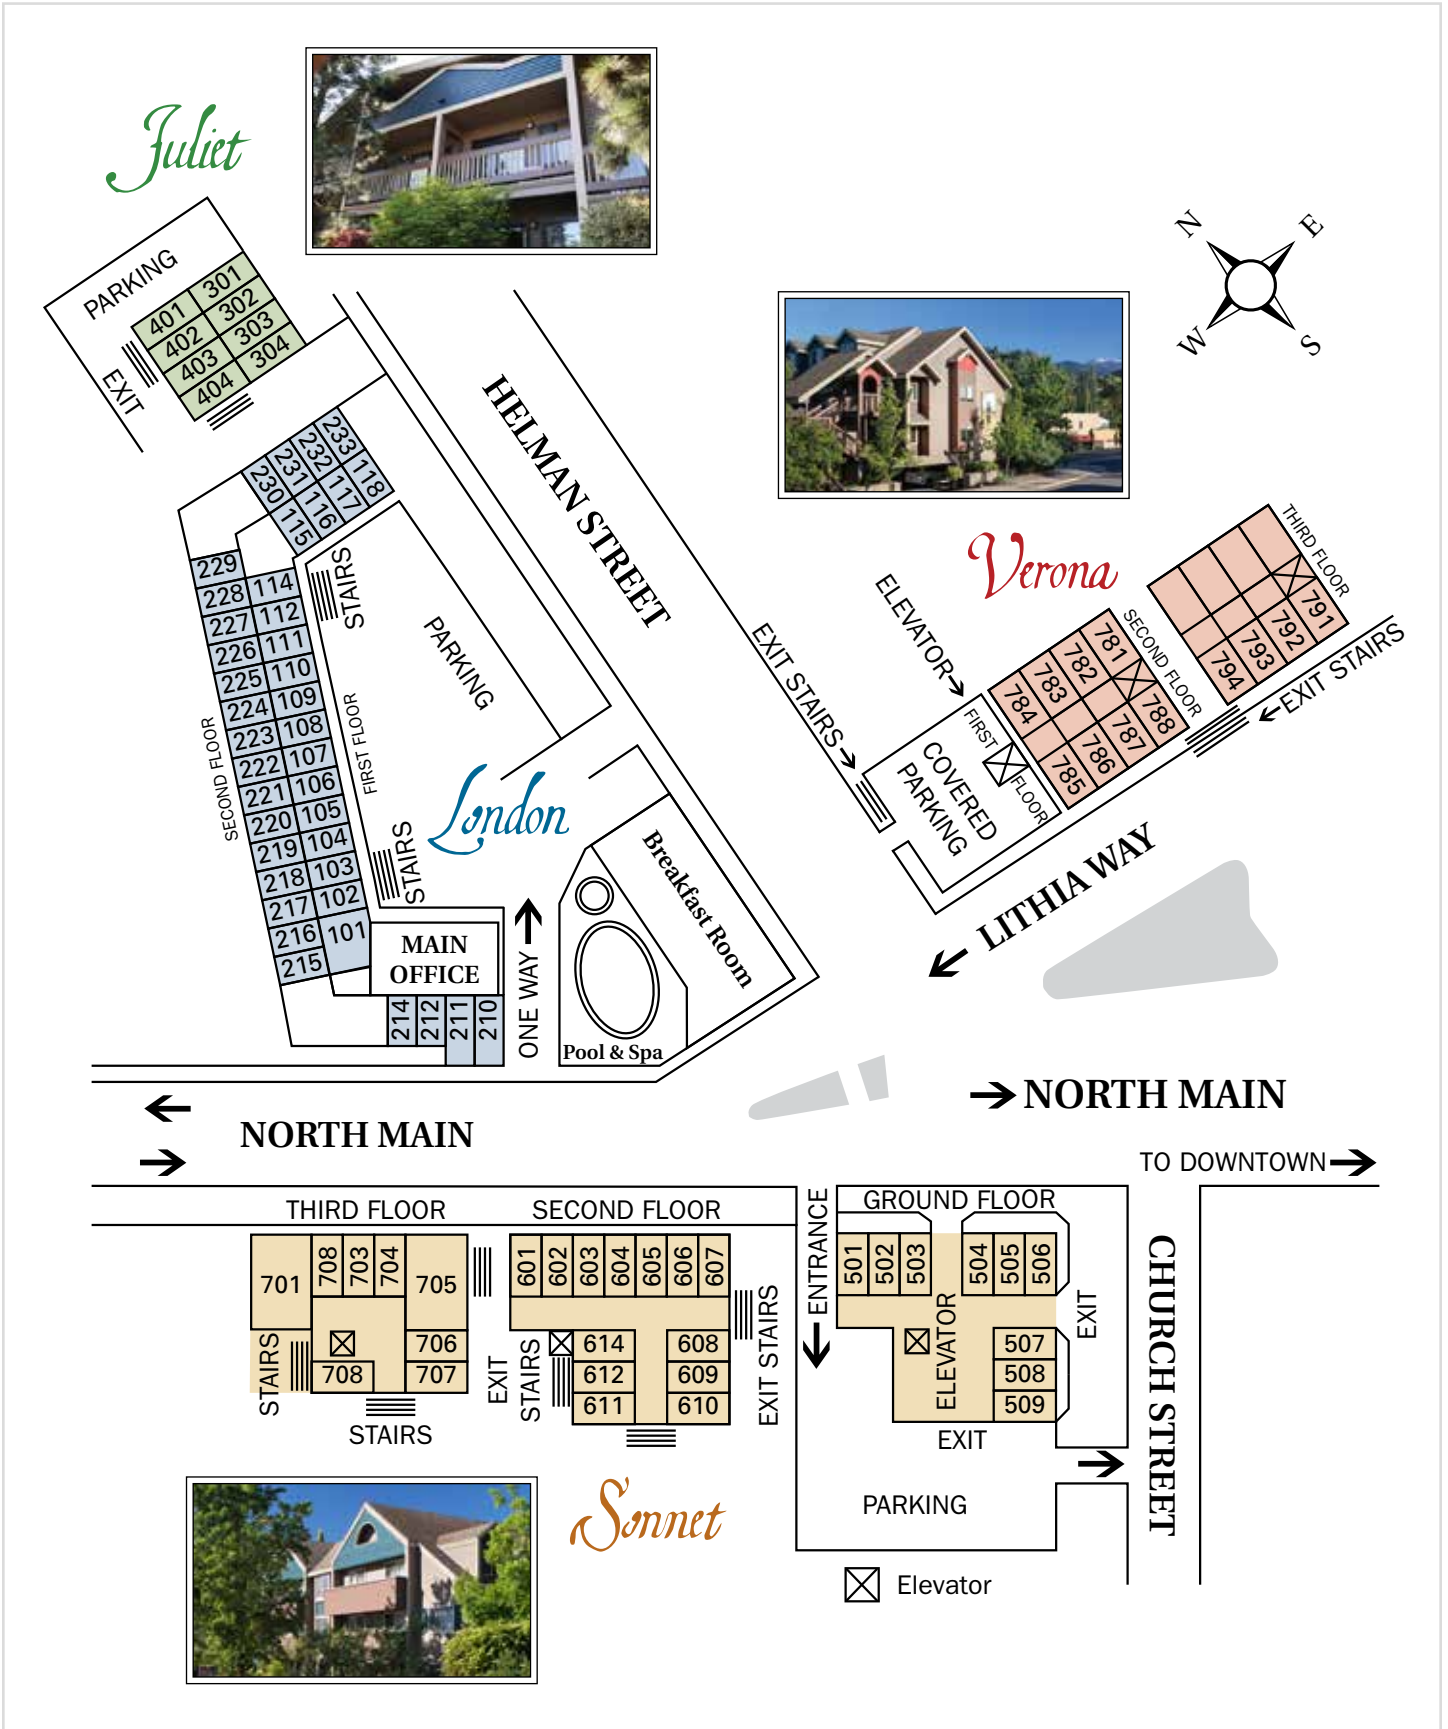 Juliet
PARKING
401 301
402 302
403 303
404 304
EXIT
N
E
W
S
HELMAN STREET
230 231 232 233
115 116 117 118
229
228 114
227 112
226 111
225 110
224 109
223 108
222 107
221 106
220 105
219 104
218 103
217 102
216 101
215
SECOND FLOOR
FIRST FLOOR
STAIRS
STAIRS
PARKING
London
MAIN
OFFICE
214 212 211 210
ONE WAY
Breakfast Room
Pool & Spa
Verona
ELEVATOR
EXIT STAIRS
THIRD FLOOR
791
792
793
794
SECOND FLOOR
781
782
783
784
788
787
786
785
EXIT STAIRS
FIRST
FLOOR
COVERED
PARKING
LITHIA WAY
NORTH MAIN
NORTH MAIN
TO DOWNTOWN
THIRD FLOOR
701 708 703 704 705
706
708 707
STAIRS
STAIRS
SECOND FLOOR
601 602 603 604 605 606 607
614 608
612 609
611 610
EXIT
STAIRS
EXIT STAIRS
ENTRANCE
GROUND FLOOR
501 502 503 504 505 506
507
508
509
ELEVATOR
EXIT
EXIT
CHURCH STREET
PARKING
Sonnet
Elevator